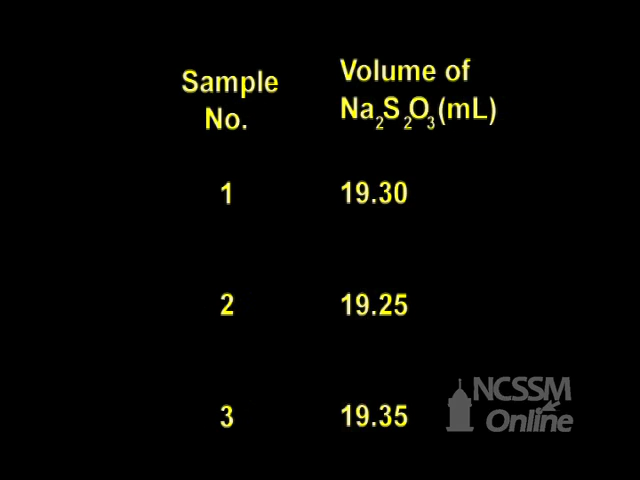 Sample No.
Volume of Na₂S₂O₃(mL)
1 19.30
2 19.25
3 19.35
NCSSM
Online